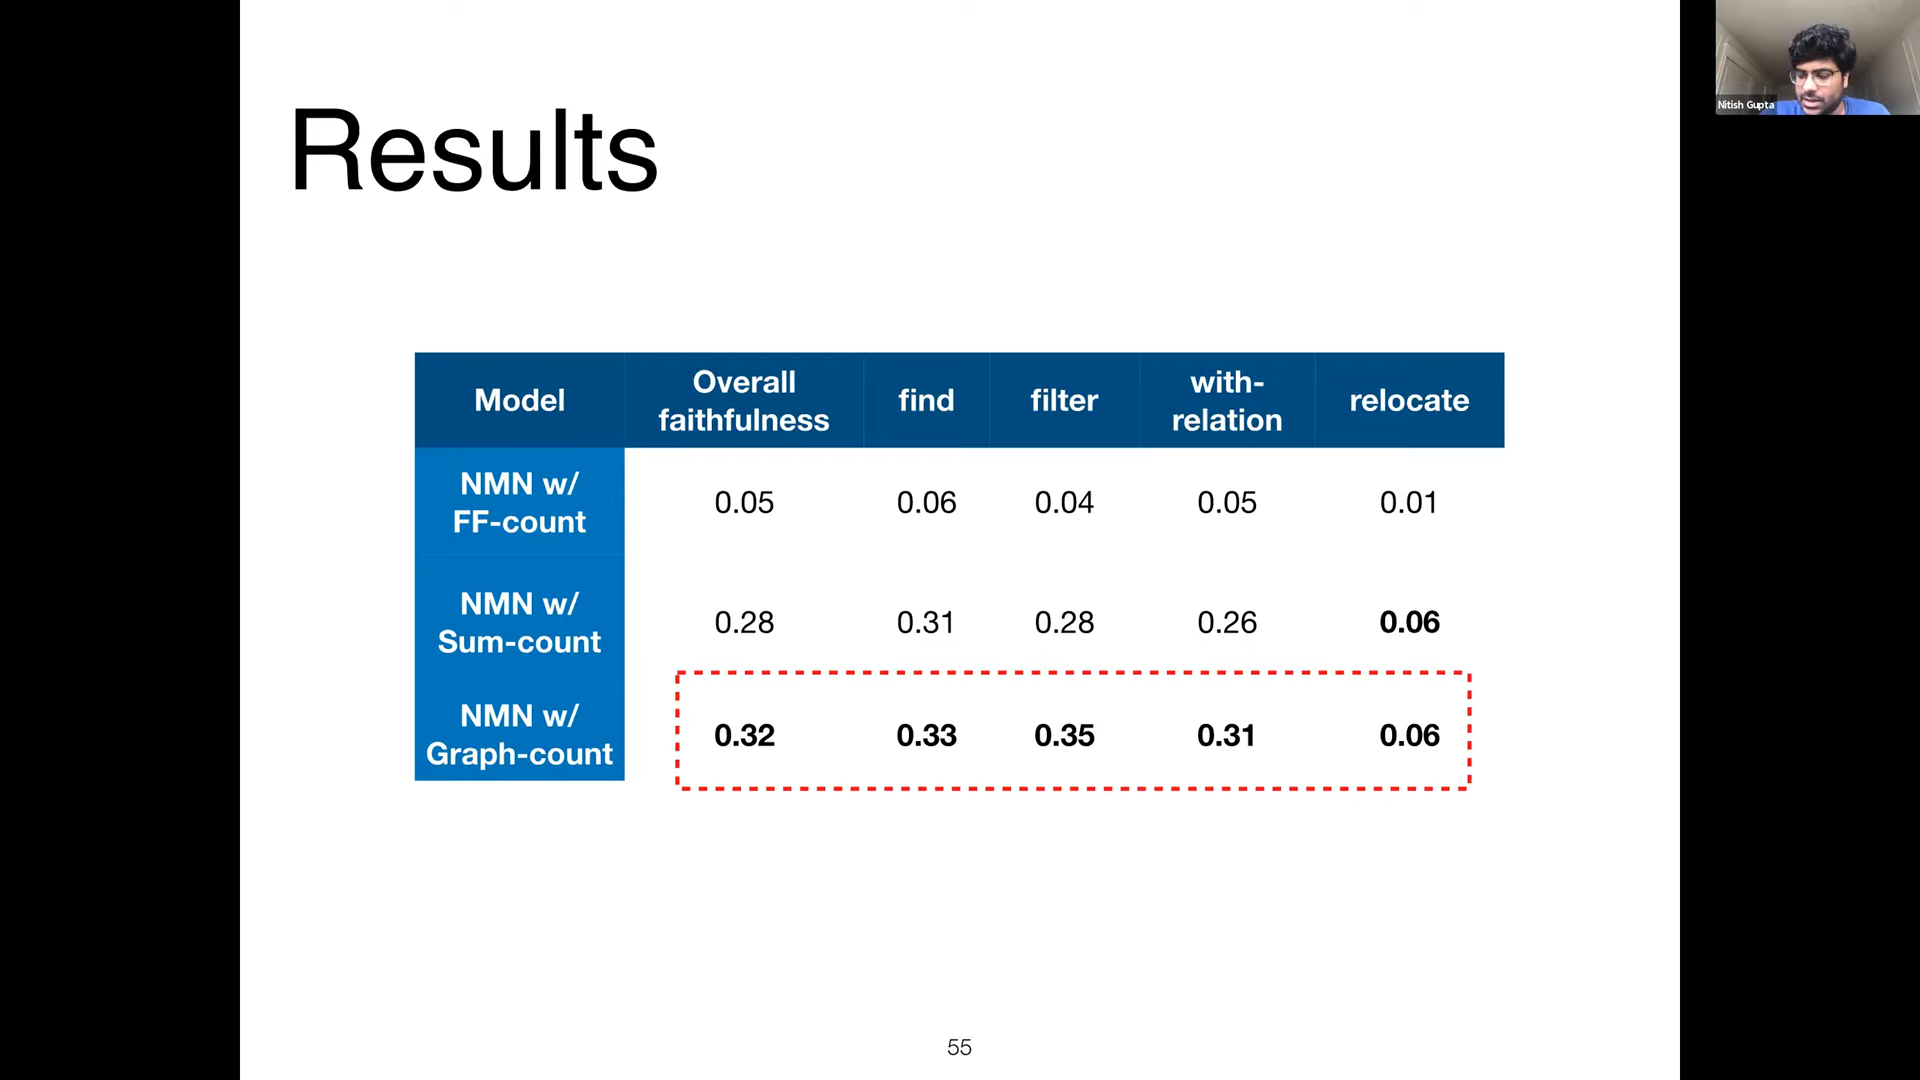 Nitish Gupta
Results
Model Overall faithfulness find filter with-relation relocate
NMN w/ FF-count 0.05 0.06 0.04 0.05 0.01
NMN w/ Sum-count 0.28 0.31 0.28 0.26 0.06
NMN w/ Graph-count 0.32 0.33 0.35 0.31 0.06
55